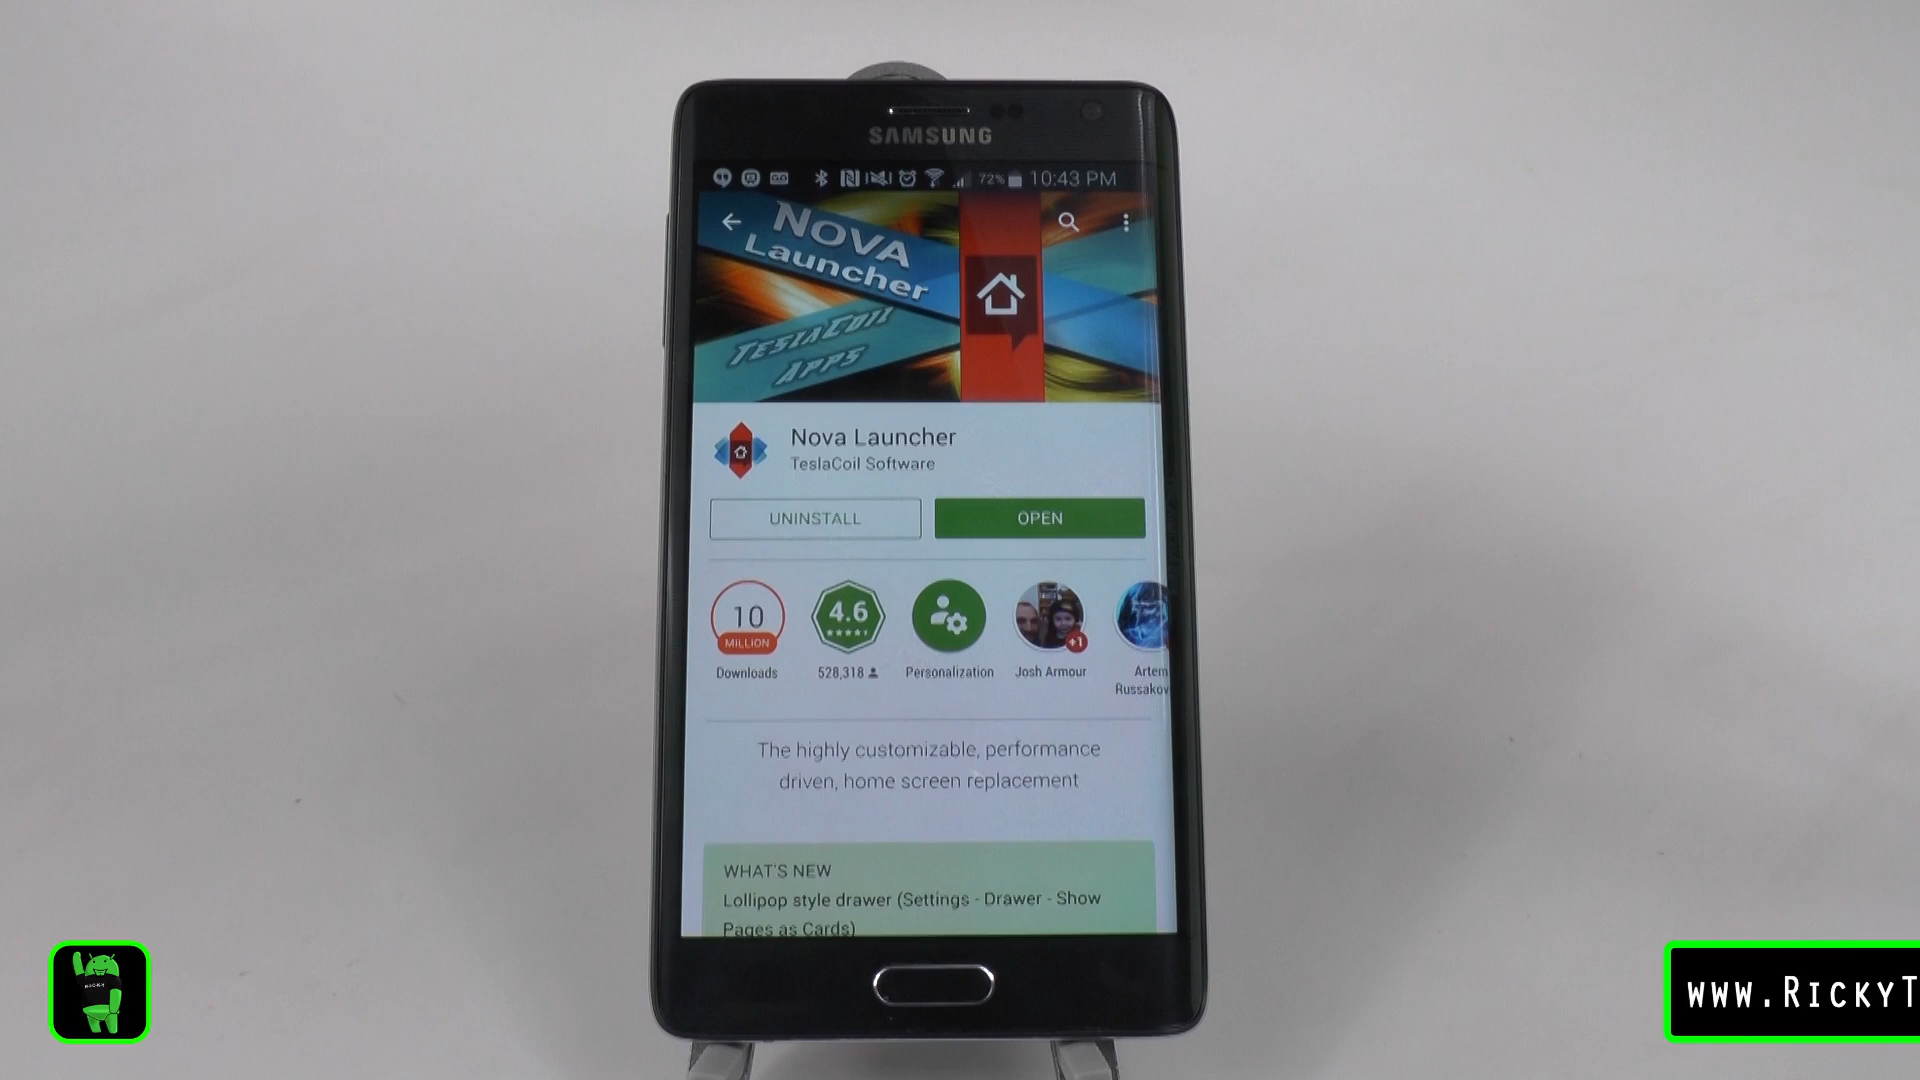 SAMSUNG
72% 10:43 PM
NOVA
Launcher
TESLACOIL
APPS
Nova Launcher
TeslaCoil Software
UNINSTALL
OPEN
10
MILLION
Downloads
4.6
528,318
Personalization
+1
Josh Armour
Artem
Russakov
The highly customizable, performance
driven, home screen replacement
WHAT'S NEW
Lollipop style drawer (Settings - Drawer - Show
Pages as Cards)
RICKY
www.RickyT